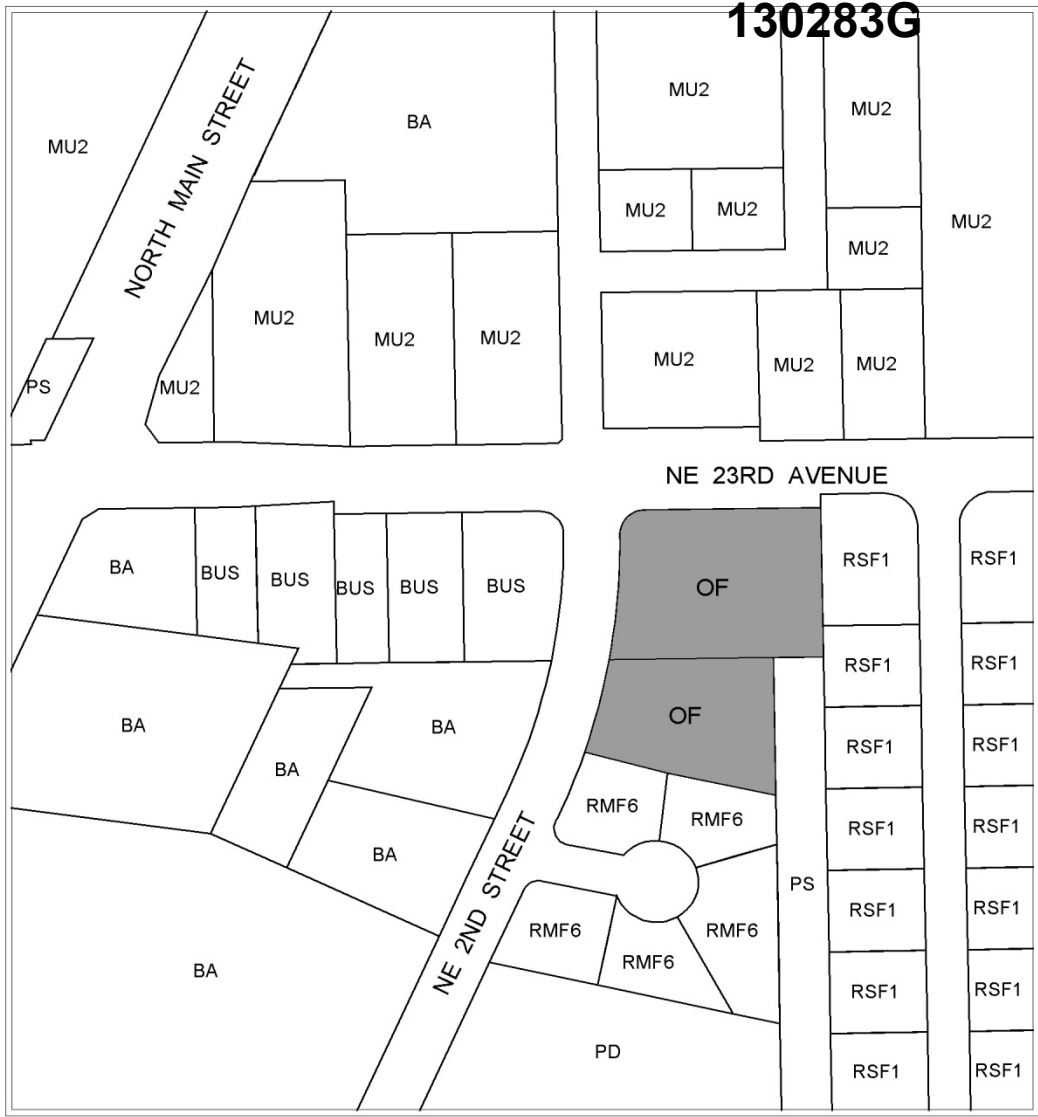 130283G
MU2
MU2
BA
MU2
MU2
NORTH MAIN STREET
MU2
MU2
MU2
MU2
MU2
MU2
MU2
MU2
MU2
MU2
PS
MU2
NE 23RD AVENUE
BA
BUS
BUS
BUS
BUS
BUS
OF
RSF1
RSF1
RSF1
RSF1
OF
BA
BA
RSF1
RSF1
BA
RMF6
RMF6
RSF1
RSF1
BA
NE 2ND STREET
PS
RMF6
RMF6
RSF1
RSF1
RMF6
BA
RSF1
RSF1
PD
RSF1
RSF1